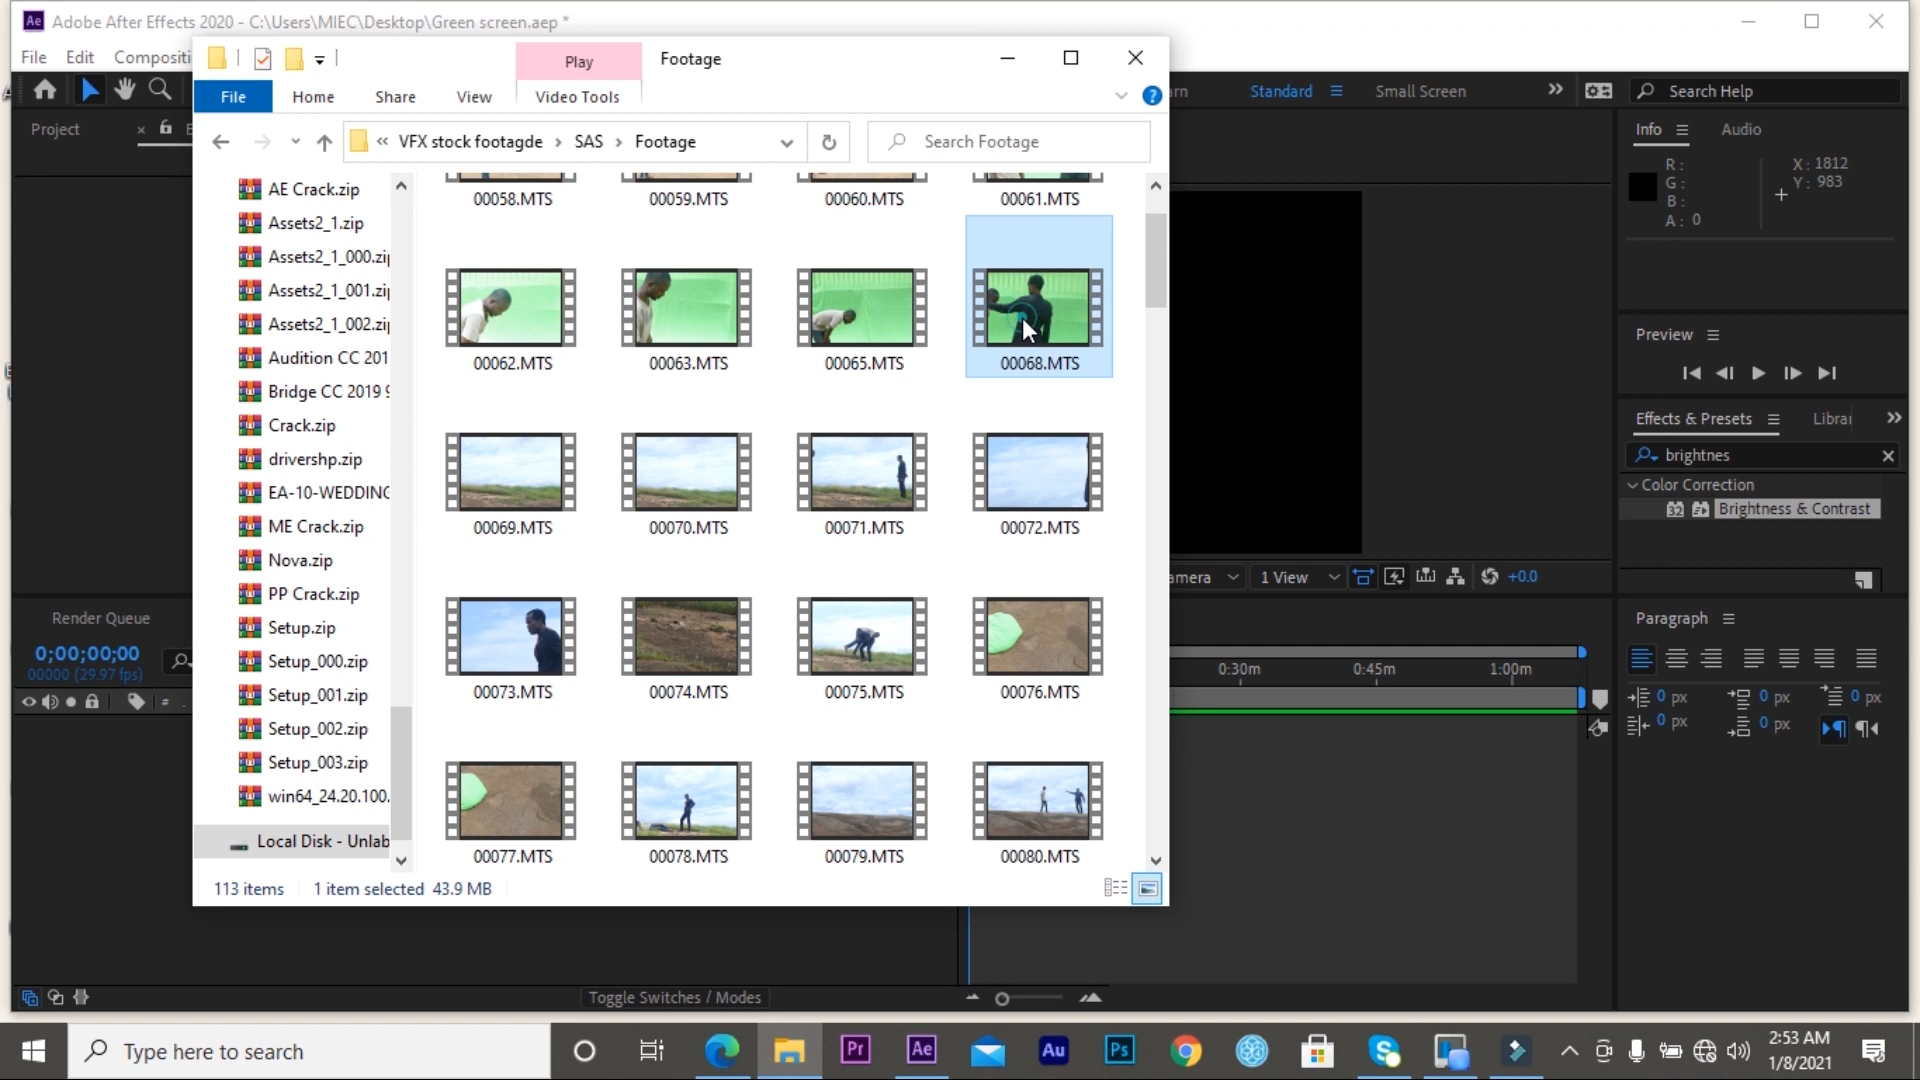 Ae Adobe After Effects 2020 - C:\Users\MIEC\Desktop\Green screen.aep *
File Edit Compositi
Play Footage
File Home Share View Video Tools
Standard Small Screen Search Help
Project
VFX stock footagde SAS Footage
Search Footage
Info Audio
R: X: 1812
G: Y: 983
B:
A: 0
AE Crack.zip
Assets2_1.zip
Assets2_1_000.zip
Assets2_1_001.zip
Assets2_1_002.zip
Audition CC 201
Bridge CC 2019 9
Crack.zip
drivershp.zip
EA-10-WEDDING
ME Crack.zip
Nova.zip
PP Crack.zip
Setup.zip
Setup_000.zip
Setup_001.zip
Setup_002.zip
Setup_003.zip
win64_24.20.100.
Local Disk - Unlab
00058.MTS 00059.MTS 00060.MTS 00061.MTS
00062.MTS 00063.MTS 00065.MTS 00068.MTS
00069.MTS 00070.MTS 00071.MTS 00072.MTS
00073.MTS 00074.MTS 00075.MTS 00076.MTS
00077.MTS 00078.MTS 00079.MTS 00080.MTS
113 items 1 item selected 43.9 MB
Preview
Effects & Presets Librar
brightnes
Color Correction
32 Brightness & Contrast
amera 1 View +0.0
Render Queue
0;00;00;00
00000 (29.97 fps)
#
0:30m 0:45m 1:00m
Paragraph
0 px 0 px 0 px
0 px 0 px
Toggle Switches / Modes
Type here to search
Pr Ae Au Ps
2:53 AM
1/8/2021